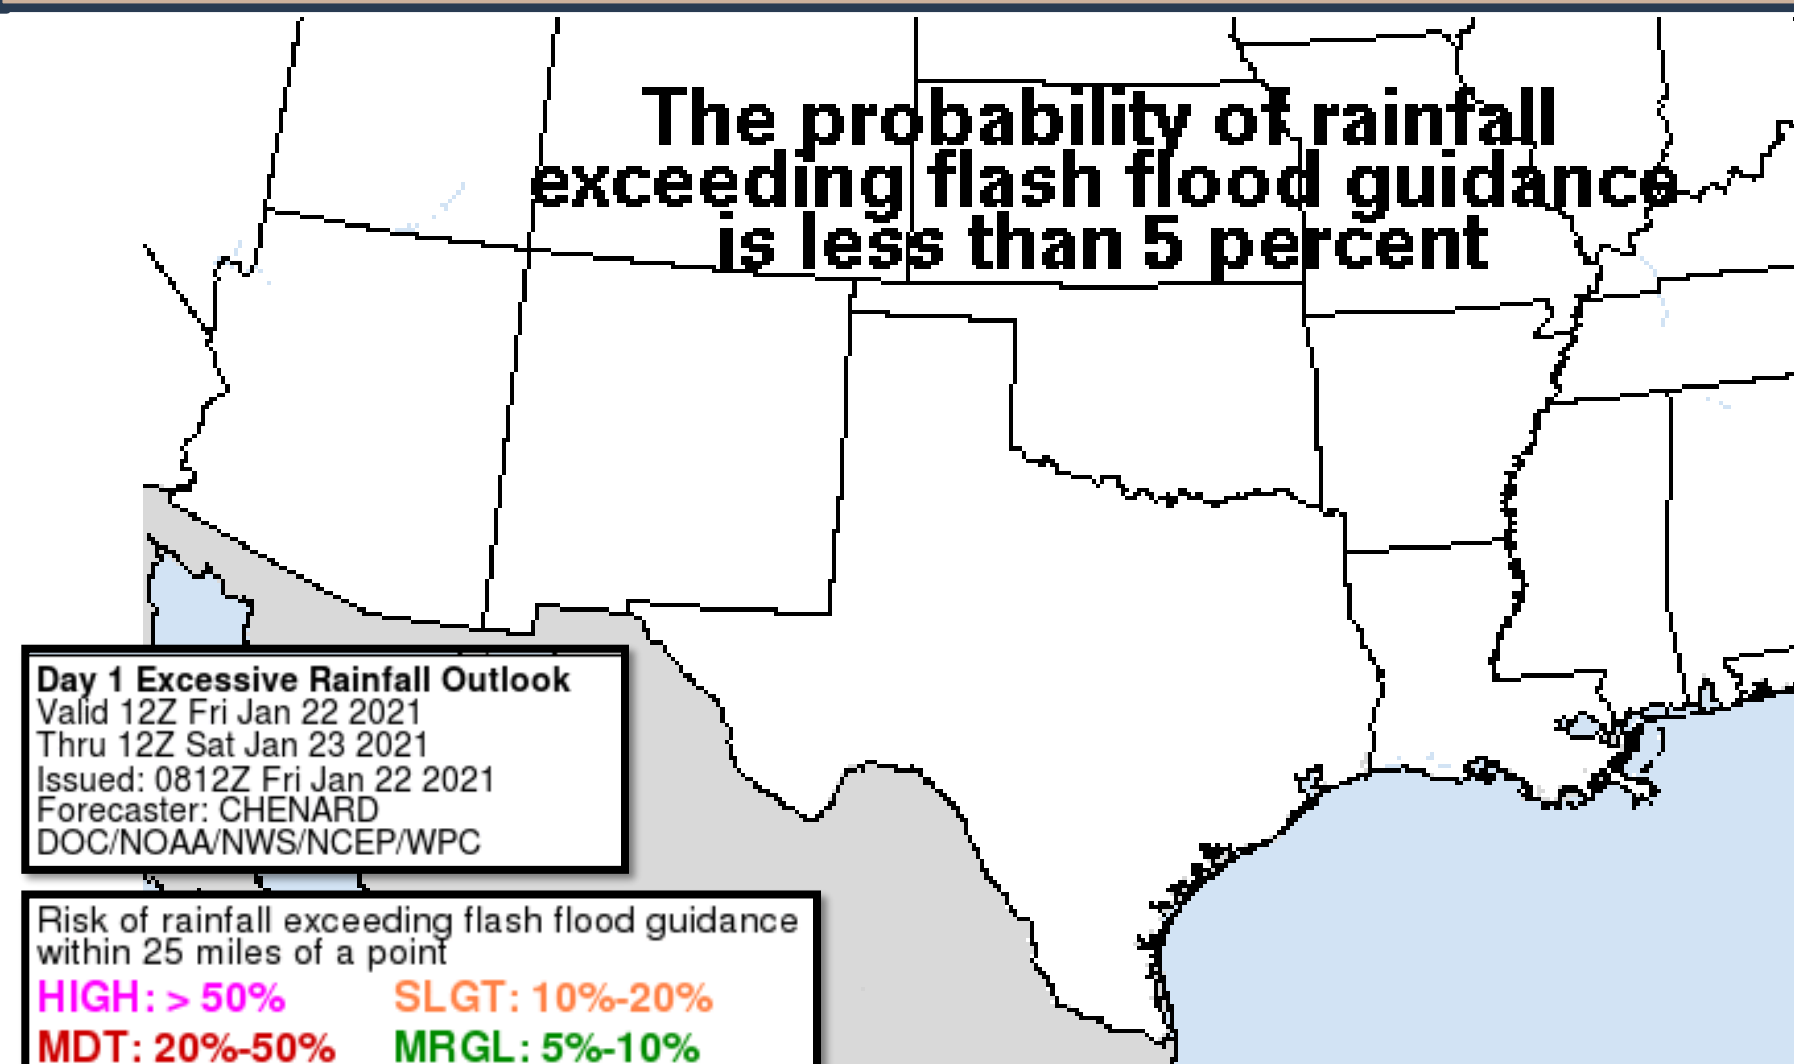 The probability of rainfall
exceeding flash flood guidance
is less than 5 percent
Day 1 Excessive Rainfall Outlook
Valid 12Z Fri Jan 22 2021
Thru 12Z Sat Jan 23 2021
Issued: 0812Z Fri Jan 22 2021
Forecaster: CHENARD
DOC/NOAA/NWS/NCEP/WPC
Risk of rainfall exceeding flash flood guidance
within 25 miles of a point
HIGH: > 50% SLGT: 10%-20%
MDT: 20%-50% MRGL: 5%-10%